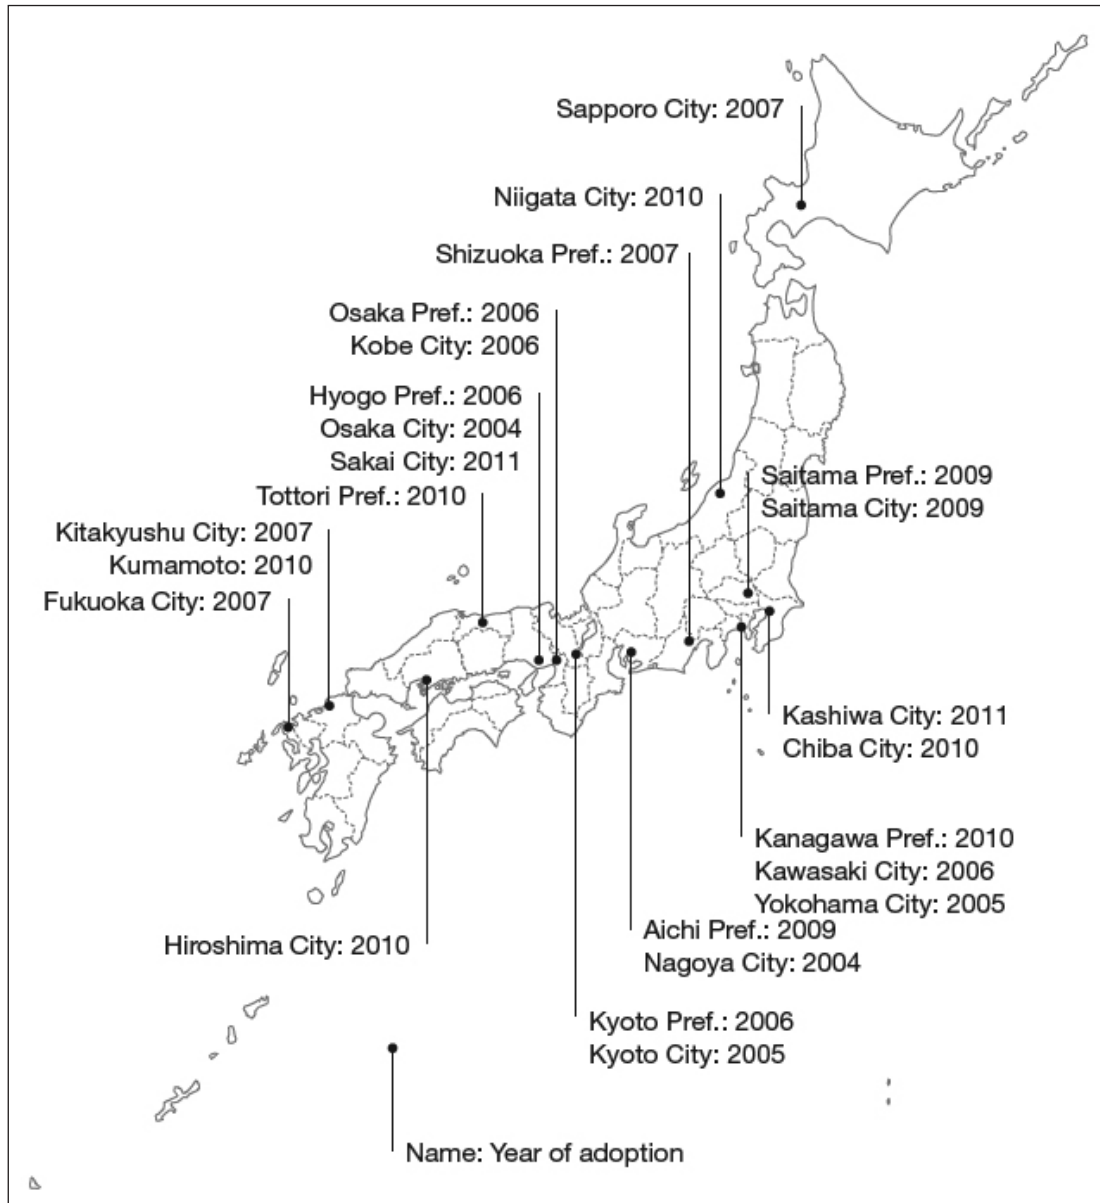 Sapporo City: 2007
Niigata City: 2010
Shizuoka Pref.: 2007
Osaka Pref.: 2006
Kobe City: 2006
Hyogo Pref.: 2006
Osaka City: 2004
Sakai City: 2011
Tottori Pref.: 2010
Kitakyushu City: 2007
Kumamoto: 2010
Fukuoka City: 2007
Saitama Pref.: 2009
Saitama City: 2009
Kashiwa City: 2011
Chiba City: 2010
Kanagawa Pref.: 2010
Kawasaki City: 2006
Yokohama City: 2005
Aichi Pref.: 2009
Nagoya City: 2004
Hiroshima City: 2010
Kyoto Pref.: 2006
Kyoto City: 2005
Name: Year of adoption